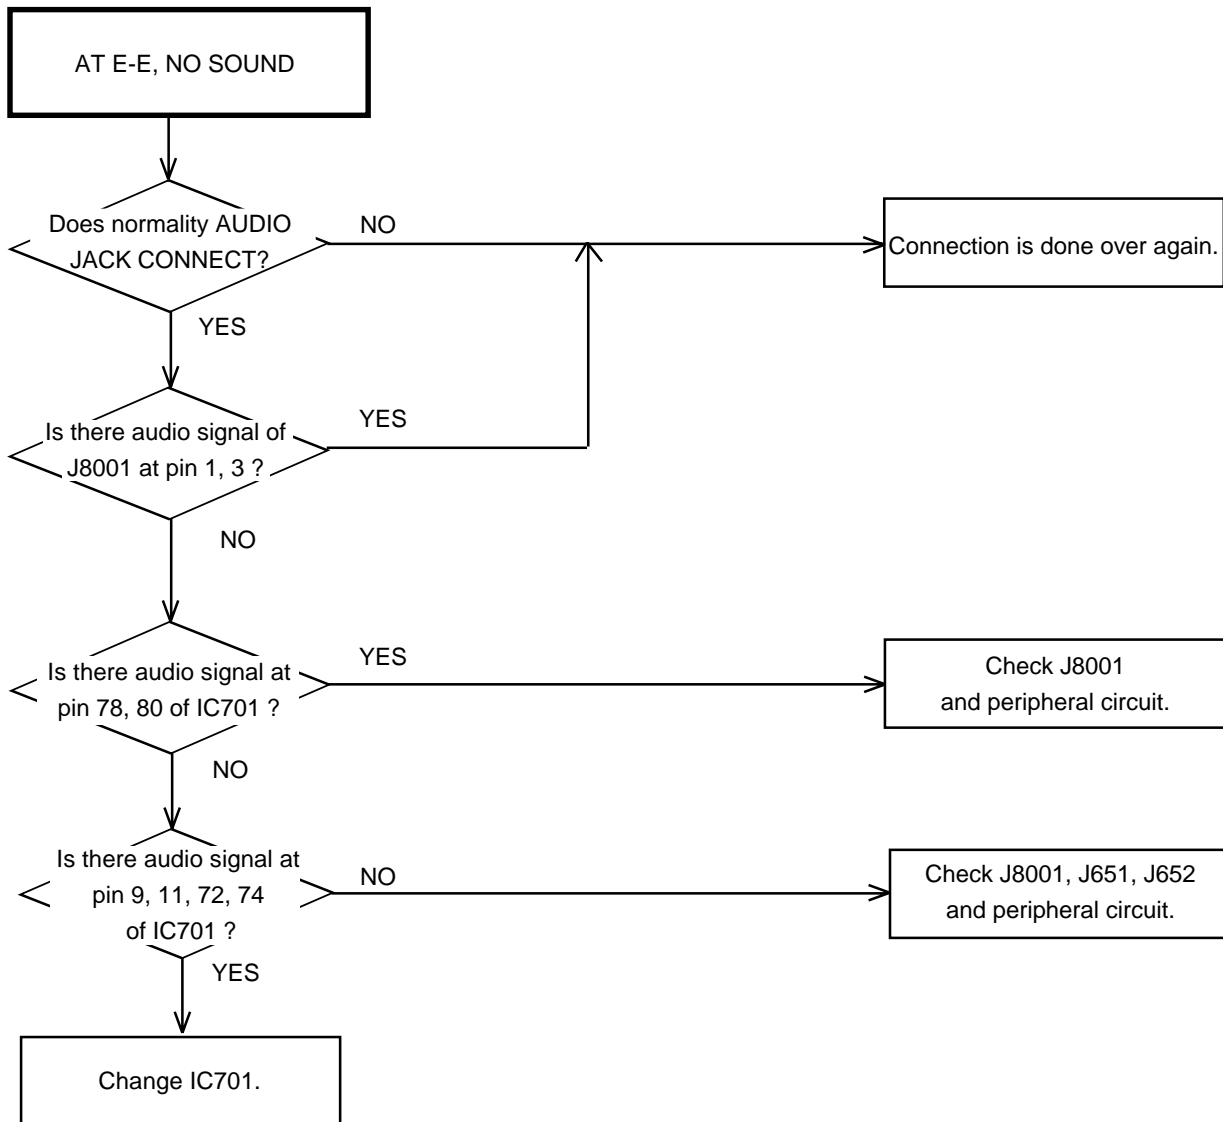 AT E-E, NO SOUND
Does normality AUDIO
JACK CONNECT?
NO
Connection is done over again.
YES
Is there audio signal of
J8001 at pin 1, 3 ?
YES
NO
Is there audio signal at
pin 78, 80 of IC701 ?
YES
Check J8001
and peripheral circuit.
NO
Is there audio signal at
pin 9, 11, 72, 74
of IC701 ?
NO
Check J8001, J651, J652
and peripheral circuit.
YES
Change IC701.